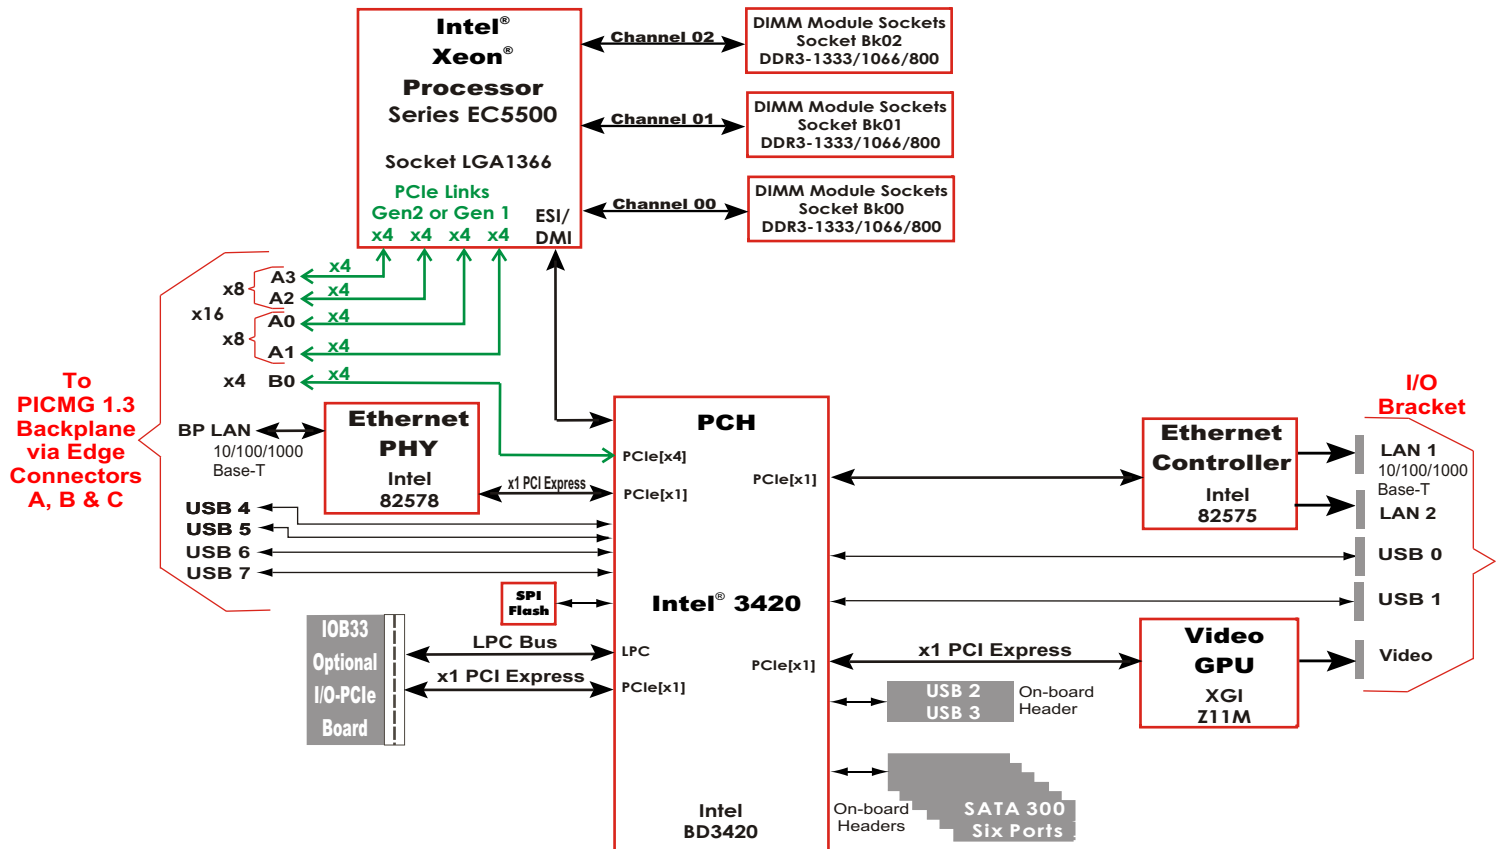 Intel®
Xeon®
Processor
Series EC5500
Socket LGA1366
PCIe Links
Gen2 or Gen 1
x4 x4 x4 x4
ESI/
DMI
Channel 02
DIMM Module Sockets
Socket Bk02
DDR3-1333/1066/800
Channel 01
DIMM Module Sockets
Socket Bk01
DDR3-1333/1066/800
Channel 00
DIMM Module Sockets
Socket Bk00
DDR3-1333/1066/800
A3 x4
x8
A2 x4
x16
A0 x4
x8
A1 x4
x4 B0 x4
To
PICMG 1.3
Backplane
via Edge
Connectors
A, B & C
BP LAN
10/100/1000
Base-T
Ethernet
PHY
Intel
82578
x1 PCI Express
USB 4
USB 5
USB 6
USB 7
SPI
Flash
IOB33
Optional
I/O-PCIe
Board
LPC Bus
x1 PCI Express
PCH
PCIe[x4]
PCIe[x1]
PCIe[x1]
Intel® 3420
LPC
PCIe[x1]
PCIe[x1]
Intel
BD3420
Ethernet
Controller
Intel
82575
I/O
Bracket
LAN 1
10/100/1000
Base-T
LAN 2
USB 0
USB 1
x1 PCI Express
Video
GPU
XGI
Z11M
Video
USB 2
USB 3
On-board
Header
On-board
Headers
SATA 300
Six Ports